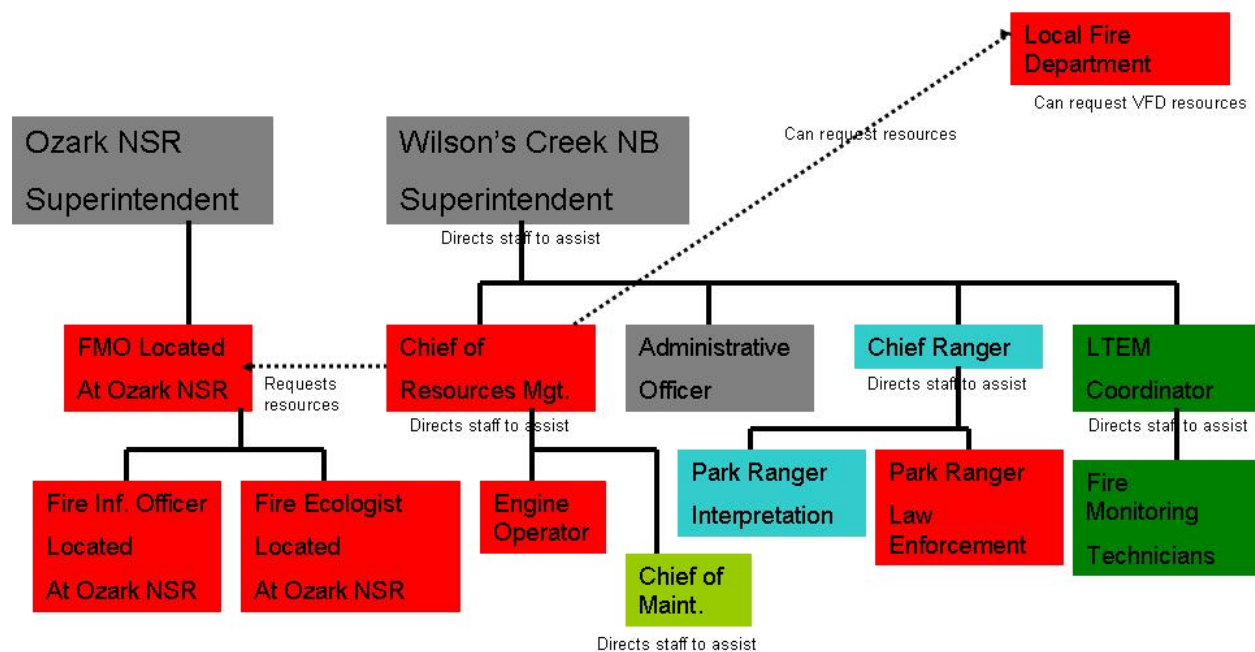 Local Fire
Department
Can request VFD resources
Can request resources
Ozark NSR
Superintendent
Wilson's Creek NB
Superintendent
Directs staff to assist
FMO Located
At Ozark NSR
Requests
resources
Chief of
Resources Mgt.
Directs staff to assist
Administrative
Officer
Chief Ranger
Directs staff to assist
LTEM
Coordinator
Directs staff to assist
Fire Inf. Officer
Located
At Ozark NSR
Fire Ecologist
Located
At Ozark NSR
Engine
Operator
Chief of
Maint.
Directs staff to assist
Park Ranger
Interpretation
Park Ranger
Law
Enforcement
Fire
Monitoring
Technicians